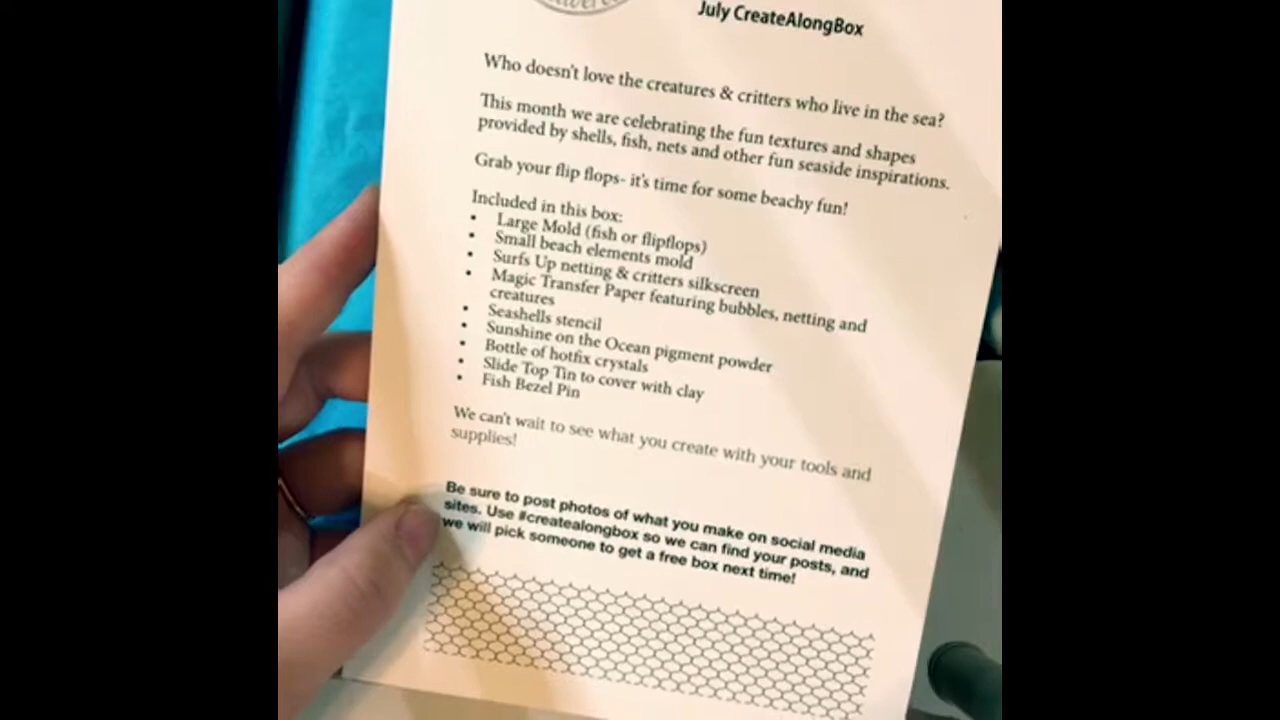 July CreateAlongBox
Who doesn't love the creatures & critters who live in the sea?
This month we are celebrating the fun textures and shapes
provided by shells, fish, nets and other fun seaside inspirations.
Grab your flip flops- it's time for some beachy fun!
Included in this box:
• Large Mold (fish or flipflops)
• Small beach elements mold
• Surfs Up netting & critters silkscreen
• Magic Transfer Paper featuring bubbles, netting and
creatures
• Seashells stencil
• Sunshine on the Ocean pigment powder
• Bottle of hotfix crystals
• Slide Top Tin to cover with clay
• Fish Bezel Pin
We can't wait to see what you create with your tools and
supplies!
Be sure to post photos of what you make on social media
sites. Use #createalongbox so we can find your posts, and
we will pick someone to get a free box next time!